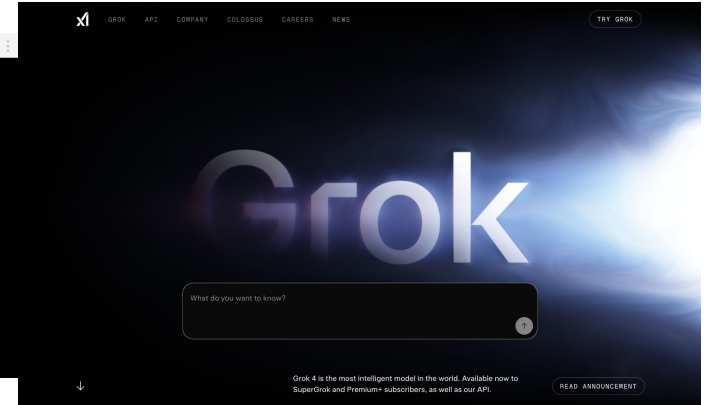 xI
GROK API COMPANY COLOSSUS CAREERS NEWS
TRY GROK
Grok
What do you want to know?
Grok 4 is the most intelligent model in the world. Available now to
SuperGrok and Premium+ subscribers, as well as our API.
READ ANNOUNCEMENT